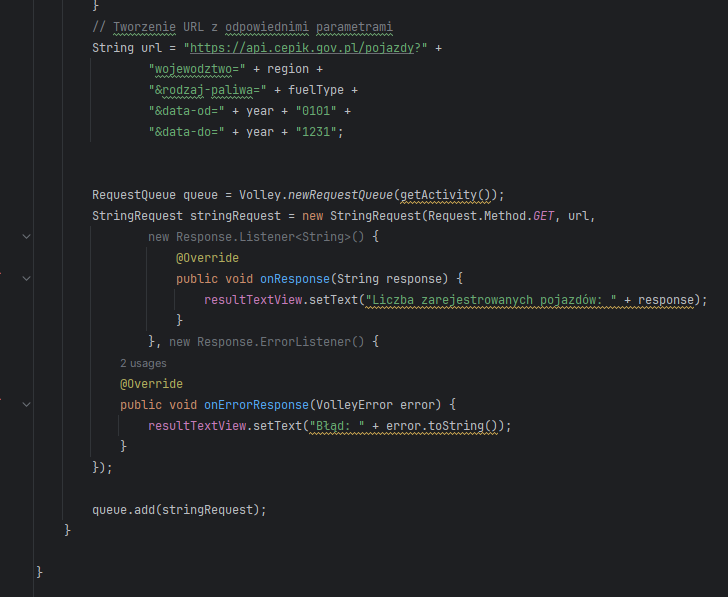 }
// Tworzenie URL z odpowiednimi parametrami
String url = "https://api.cepik.gov.pl/pojazdy?" +
"wojewodztwo=" + region +
"&rodzaj-paliwa=" + fuelType +
"&data-od=" + year + "0101" +
"&data-do=" + year + "1231";
RequestQueue queue = Volley.newRequestQueue(getActivity());
StringRequest stringRequest = new StringRequest(Request.Method.GET, url,
new Response.Listener<String>() {
@Override
public void onResponse(String response) {
resultTextView.setText("Liczba zarejestrowanych pojazdów: " + response);
}
}, new Response.ErrorListener() {
2 usages
@Override
public void onErrorResponse(VolleyError error) {
resultTextView.setText("Błąd: " + error.toString());
}
});
queue.add(stringRequest);
}
}